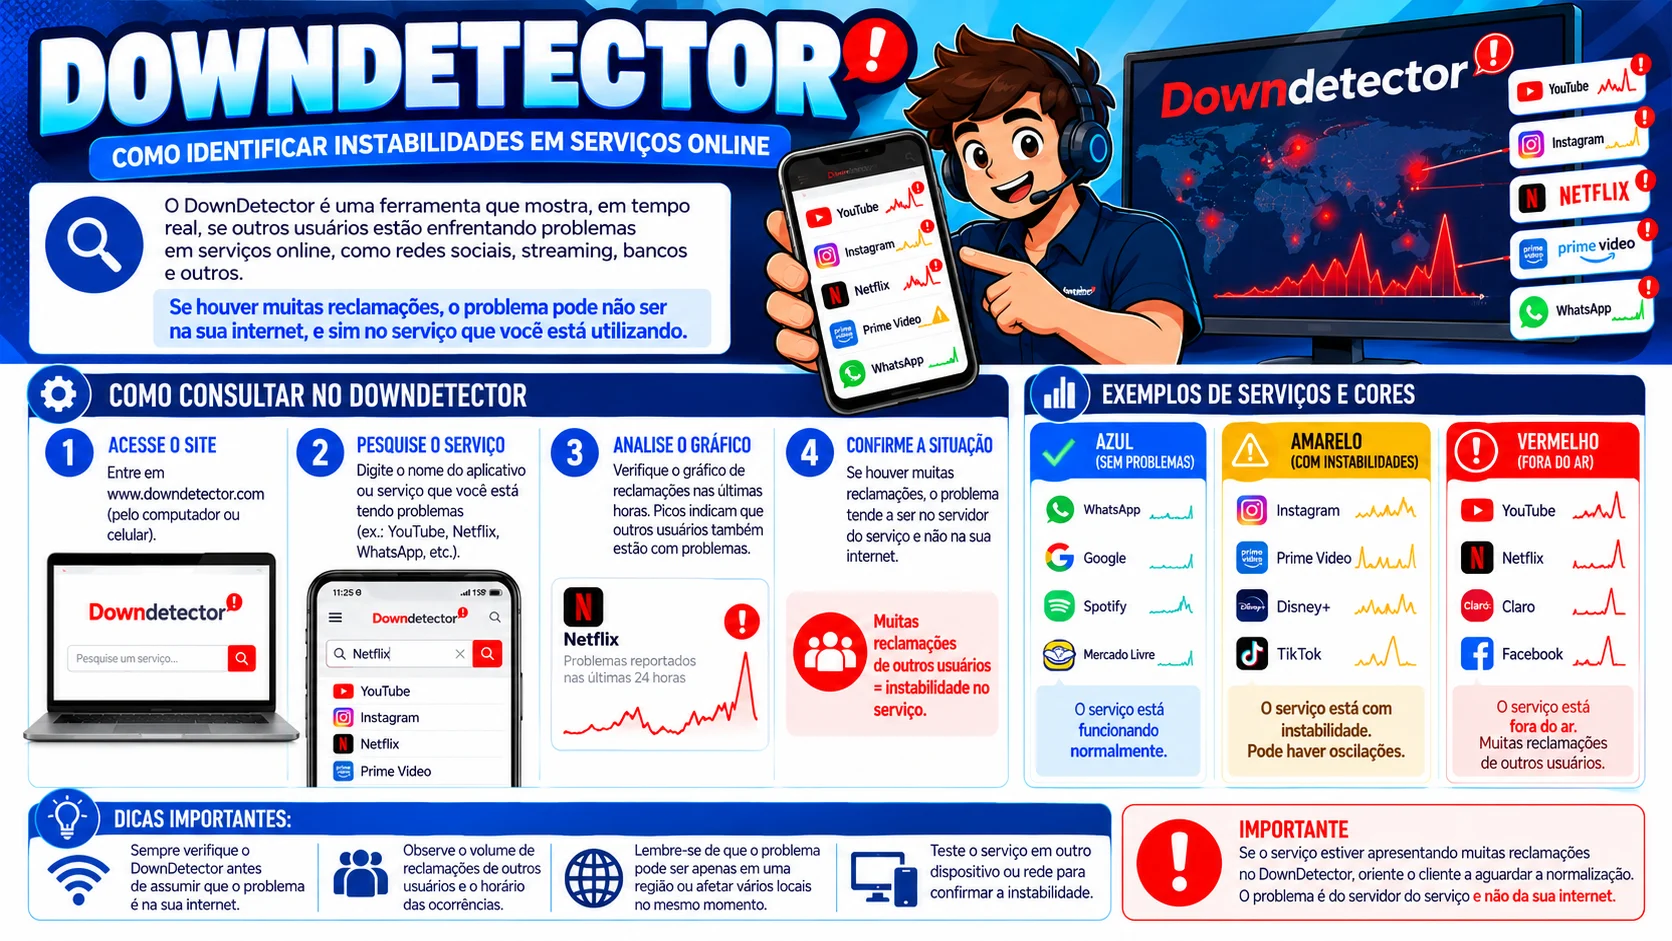 DOWNDETECTOR!
COMO IDENTIFICAR INSTABILIDADES EM SERVIÇOS ONLINE
O DownDetector é uma ferramenta que mostra, em tempo
real, se outros usuários estão enfrentando problemas
em serviços online, como redes sociais, streaming, bancos
e outros.
Se houver muitas reclamações, o problema pode não ser
na sua internet, e sim no serviço que você está utilizando.
YouTube
Instagram
Netflix
prime video
Prime Video
WhatsApp
Downdetector!
YouTube
Instagram
NETFLIX
prime video
prime video
WhatsApp
COMO CONSULTAR NO DOWNDETECTOR
1
ACESSE O SITE
Entre em
www.downdetector.com
(pelo computador ou
celular).
Downdetector!
Pesquise um serviço...
2
PESQUISE O SERVIÇO
Digite o nome do aplicativo
ou serviço que você está
tendo problemas
(ex.: YouTube, Netflix,
WhatsApp, etc.).
Downdetector!
Netflix
YouTube
Instagram
Netflix
prime video
Prime Video
3
ANALISE O GRÁFICO
Verifique o gráfico de
reclamações nas últimas
horas. Picos indicam que
outros usuários também
estão com problemas.
N
Netflix
Problemas reportados
nas últimas 24 horas
4
CONFIRME A SITUAÇÃO
Se houver muitas
reclamações, o problema
tende a ser no servidor
do serviço e não na sua
internet.
Muitas
reclamações
de outros usuários
= instabilidade no
serviço.
EXEMPLOS DE SERVIÇOS E CORES
AZUL
(SEM PROBLEMAS)
WhatsApp
Google
Spotify
Mercado Livre
O serviço está
funcionando
normalmente.
AMARELO
(COM INSTABILIDADES)
Instagram
prime video
Prime Video
Disney+
Disney+
TikTok
O serviço está com
instabilidade.
Pode haver oscilações.
VERMELHO
(FORA DO AR)
YouTube
Netflix
Claro
Claro
Facebook
O serviço está
fora do ar.
Muitas reclamações
de outros usuários.
DICAS IMPORTANTES:
Sempre verifique o
DownDetector antes
de assumir que o problema
é na sua internet.
Observe o volume de
reclamações de outros
usuários e o horário
das ocorrências.
Lembre-se de que o problema
pode ser apenas em uma
região ou afetar vários locais
no mesmo momento.
Teste o serviço em outro
dispositivo ou rede para
confirmar a instabilidade.
IMPORTANTE
Se o serviço estiver apresentando muitas reclamações
no DownDetector, oriente o cliente a aguardar a normalização.
O problema é do servidor do serviço e não da sua internet.